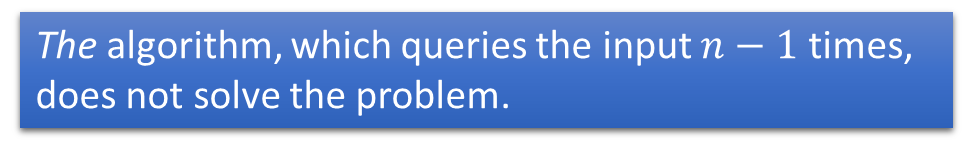 The algorithm, which queries the input n − 1 times,
does not solve the problem.